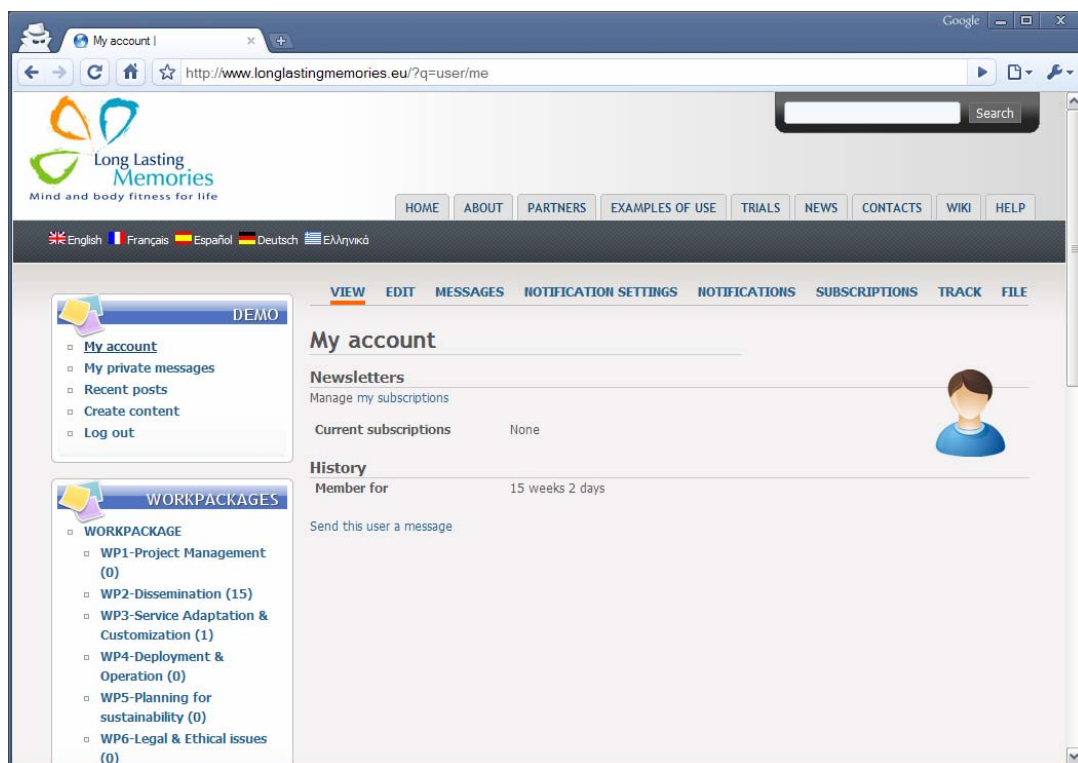 Google
My account |
http://www.longlastingmemories.eu/?q=user/me
Search
Long Lasting
Memories
Mind and body fitness for life
HOME ABOUT PARTNERS EXAMPLES OF USE TRIALS NEWS CONTACTS WIKI HELP
English Français Español Deutsch Ελληνικά
VIEW EDIT MESSAGES NOTIFICATION SETTINGS NOTIFICATIONS SUBSCRIPTIONS TRACK FILE
DEMO
My account
My private messages
Recent posts
Create content
Log out
WORKPACKAGES
WORKPACKAGE
WP1-Project Management
(0)
WP2-Dissemination (15)
WP3-Service Adaptation &
Customization (1)
WP4-Deployment &
Operation (0)
WP5-Planning for
sustainability (0)
WP6-Legal & Ethical issues
(0)
My account
Newsletters
Manage my subscriptions
Current subscriptions None
History
Member for 15 weeks 2 days
Send this user a message